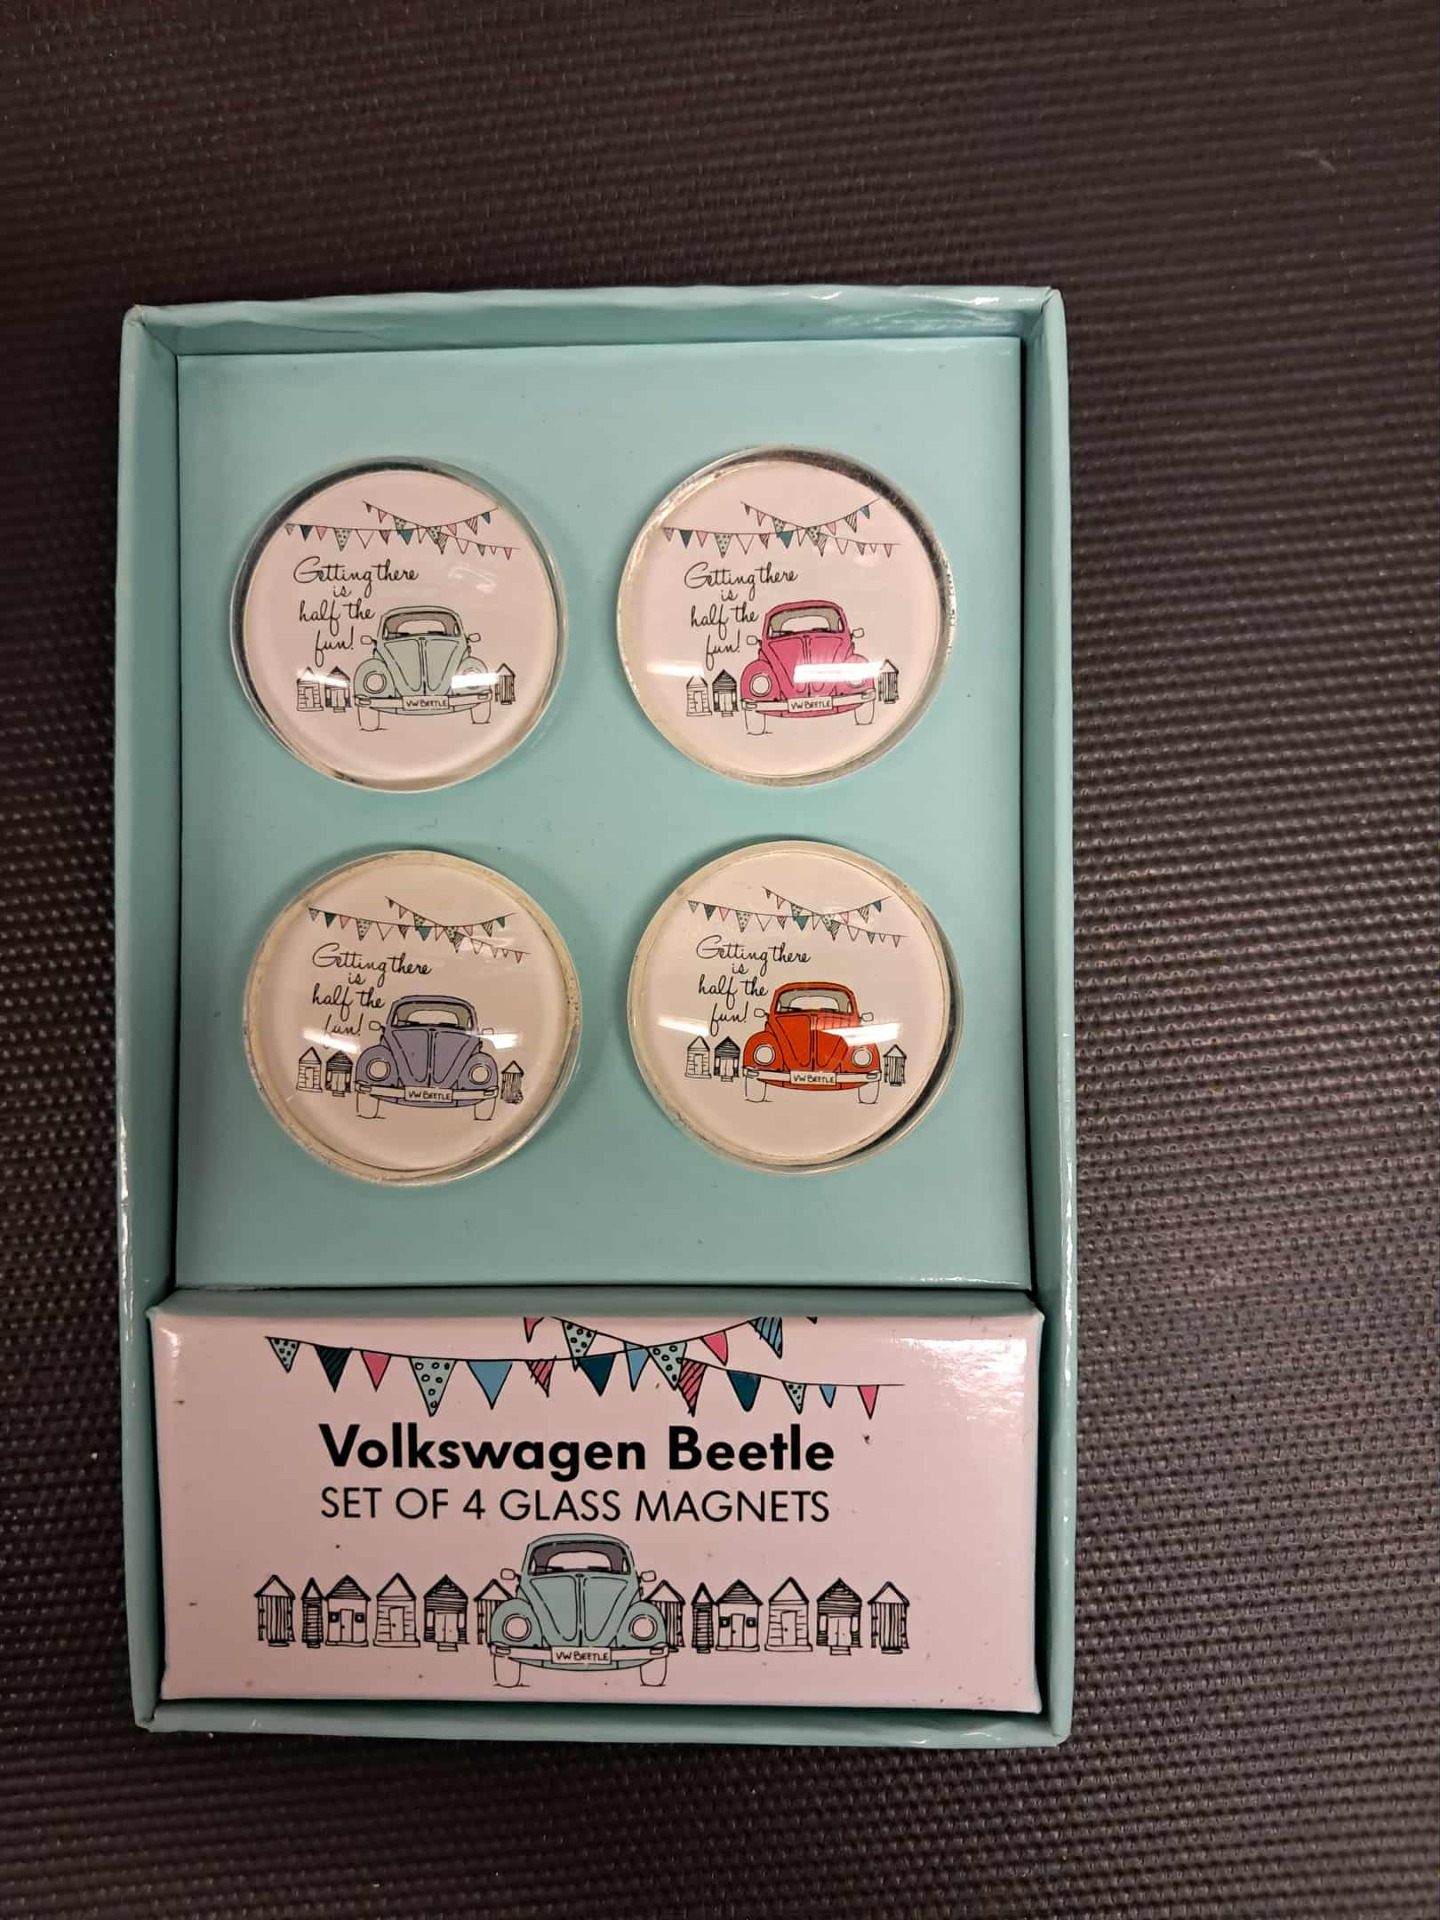 Getting there
is
half the
fun!
VW BEETLE
Getting there
is
half the
fun!
VW BEETLE
Getting there
is
half the
fun!
VW BEETLE
Getting there
is
half the
fun!
VW BEETLE
Volkswagen Beetle
SET OF 4 GLASS MAGNETS
VW BEETLE